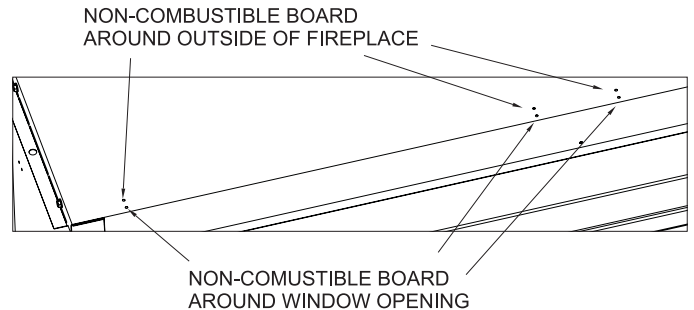 NON-COMBUSTIBLE BOARD
AROUND OUTSIDE OF FIREPLACE
NON-COMUSTIBLE BOARD
AROUND WINDOW OPENING